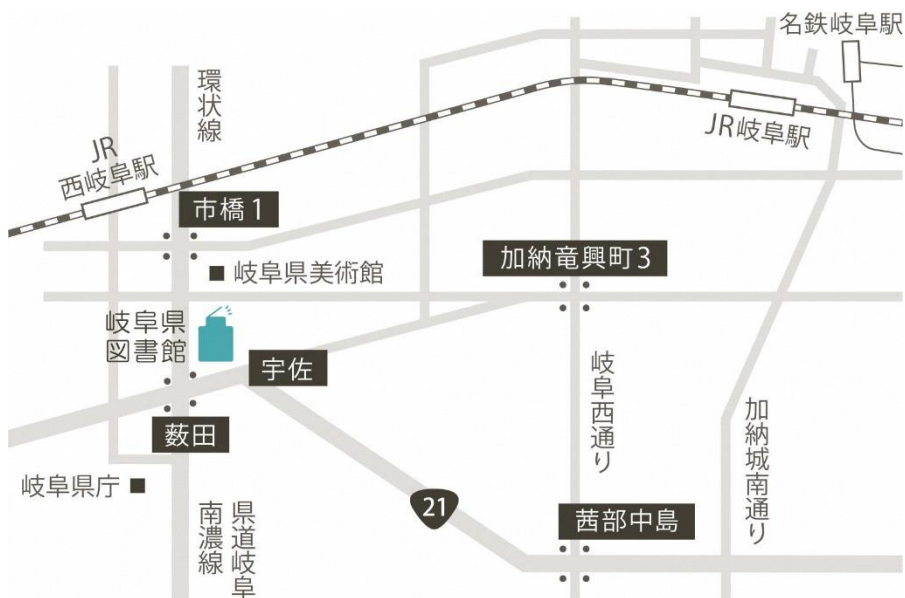 名鉄岐阜駅
環状線
JR岐阜駅
JR
西岐阜駅
市橋1
加納竜興町3
岐阜県美術館
岐阜県
図書館
宇佐
岐阜西通り
加納城南通り
薮田
岐阜県庁
21
茜部中島
県道岐阜
南濃線